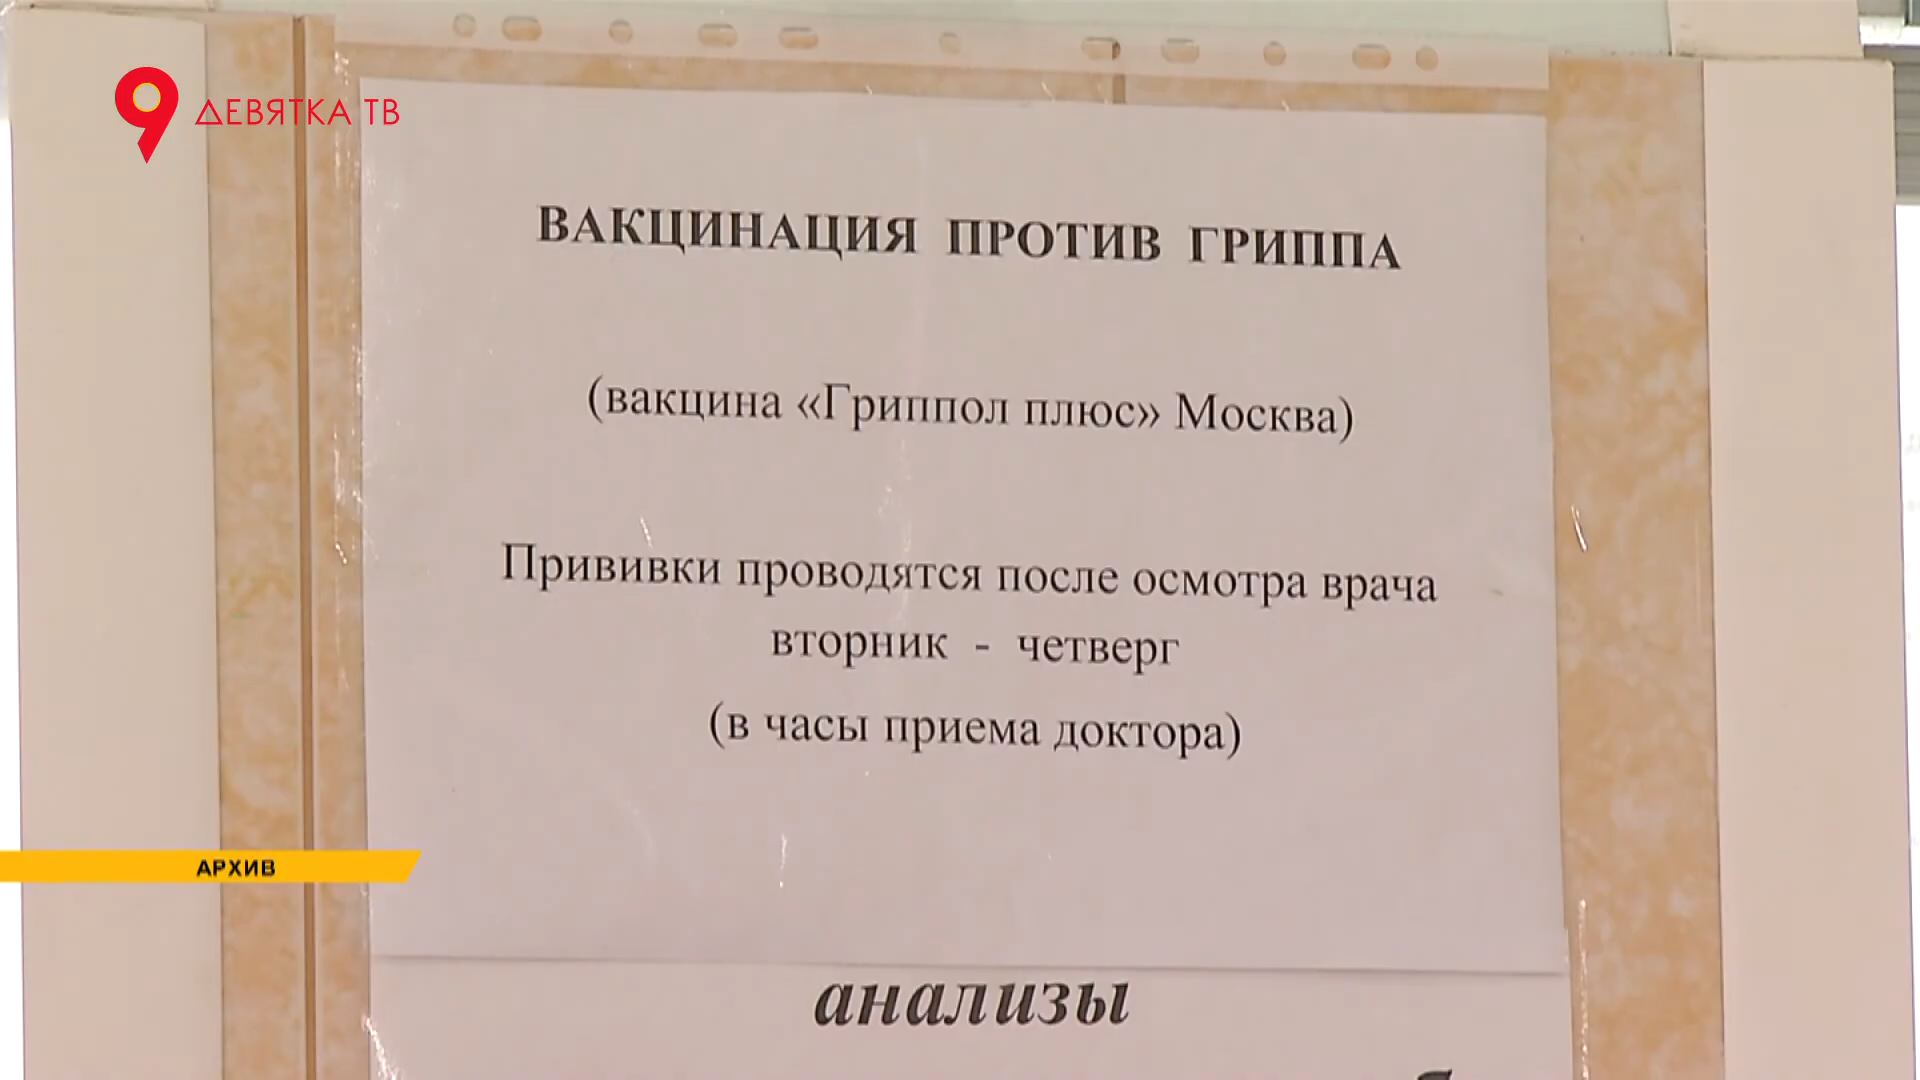 9 ДЕВЯТКА ТВ
ВАКЦИНАЦИЯ ПРОТИВ ГРИППА
(вакцина «Гриппол плюс» Москва)
Прививки проводятся после осмотра врача
вторник - четверг
(в часы приема доктора)
АРХИВ
анализы